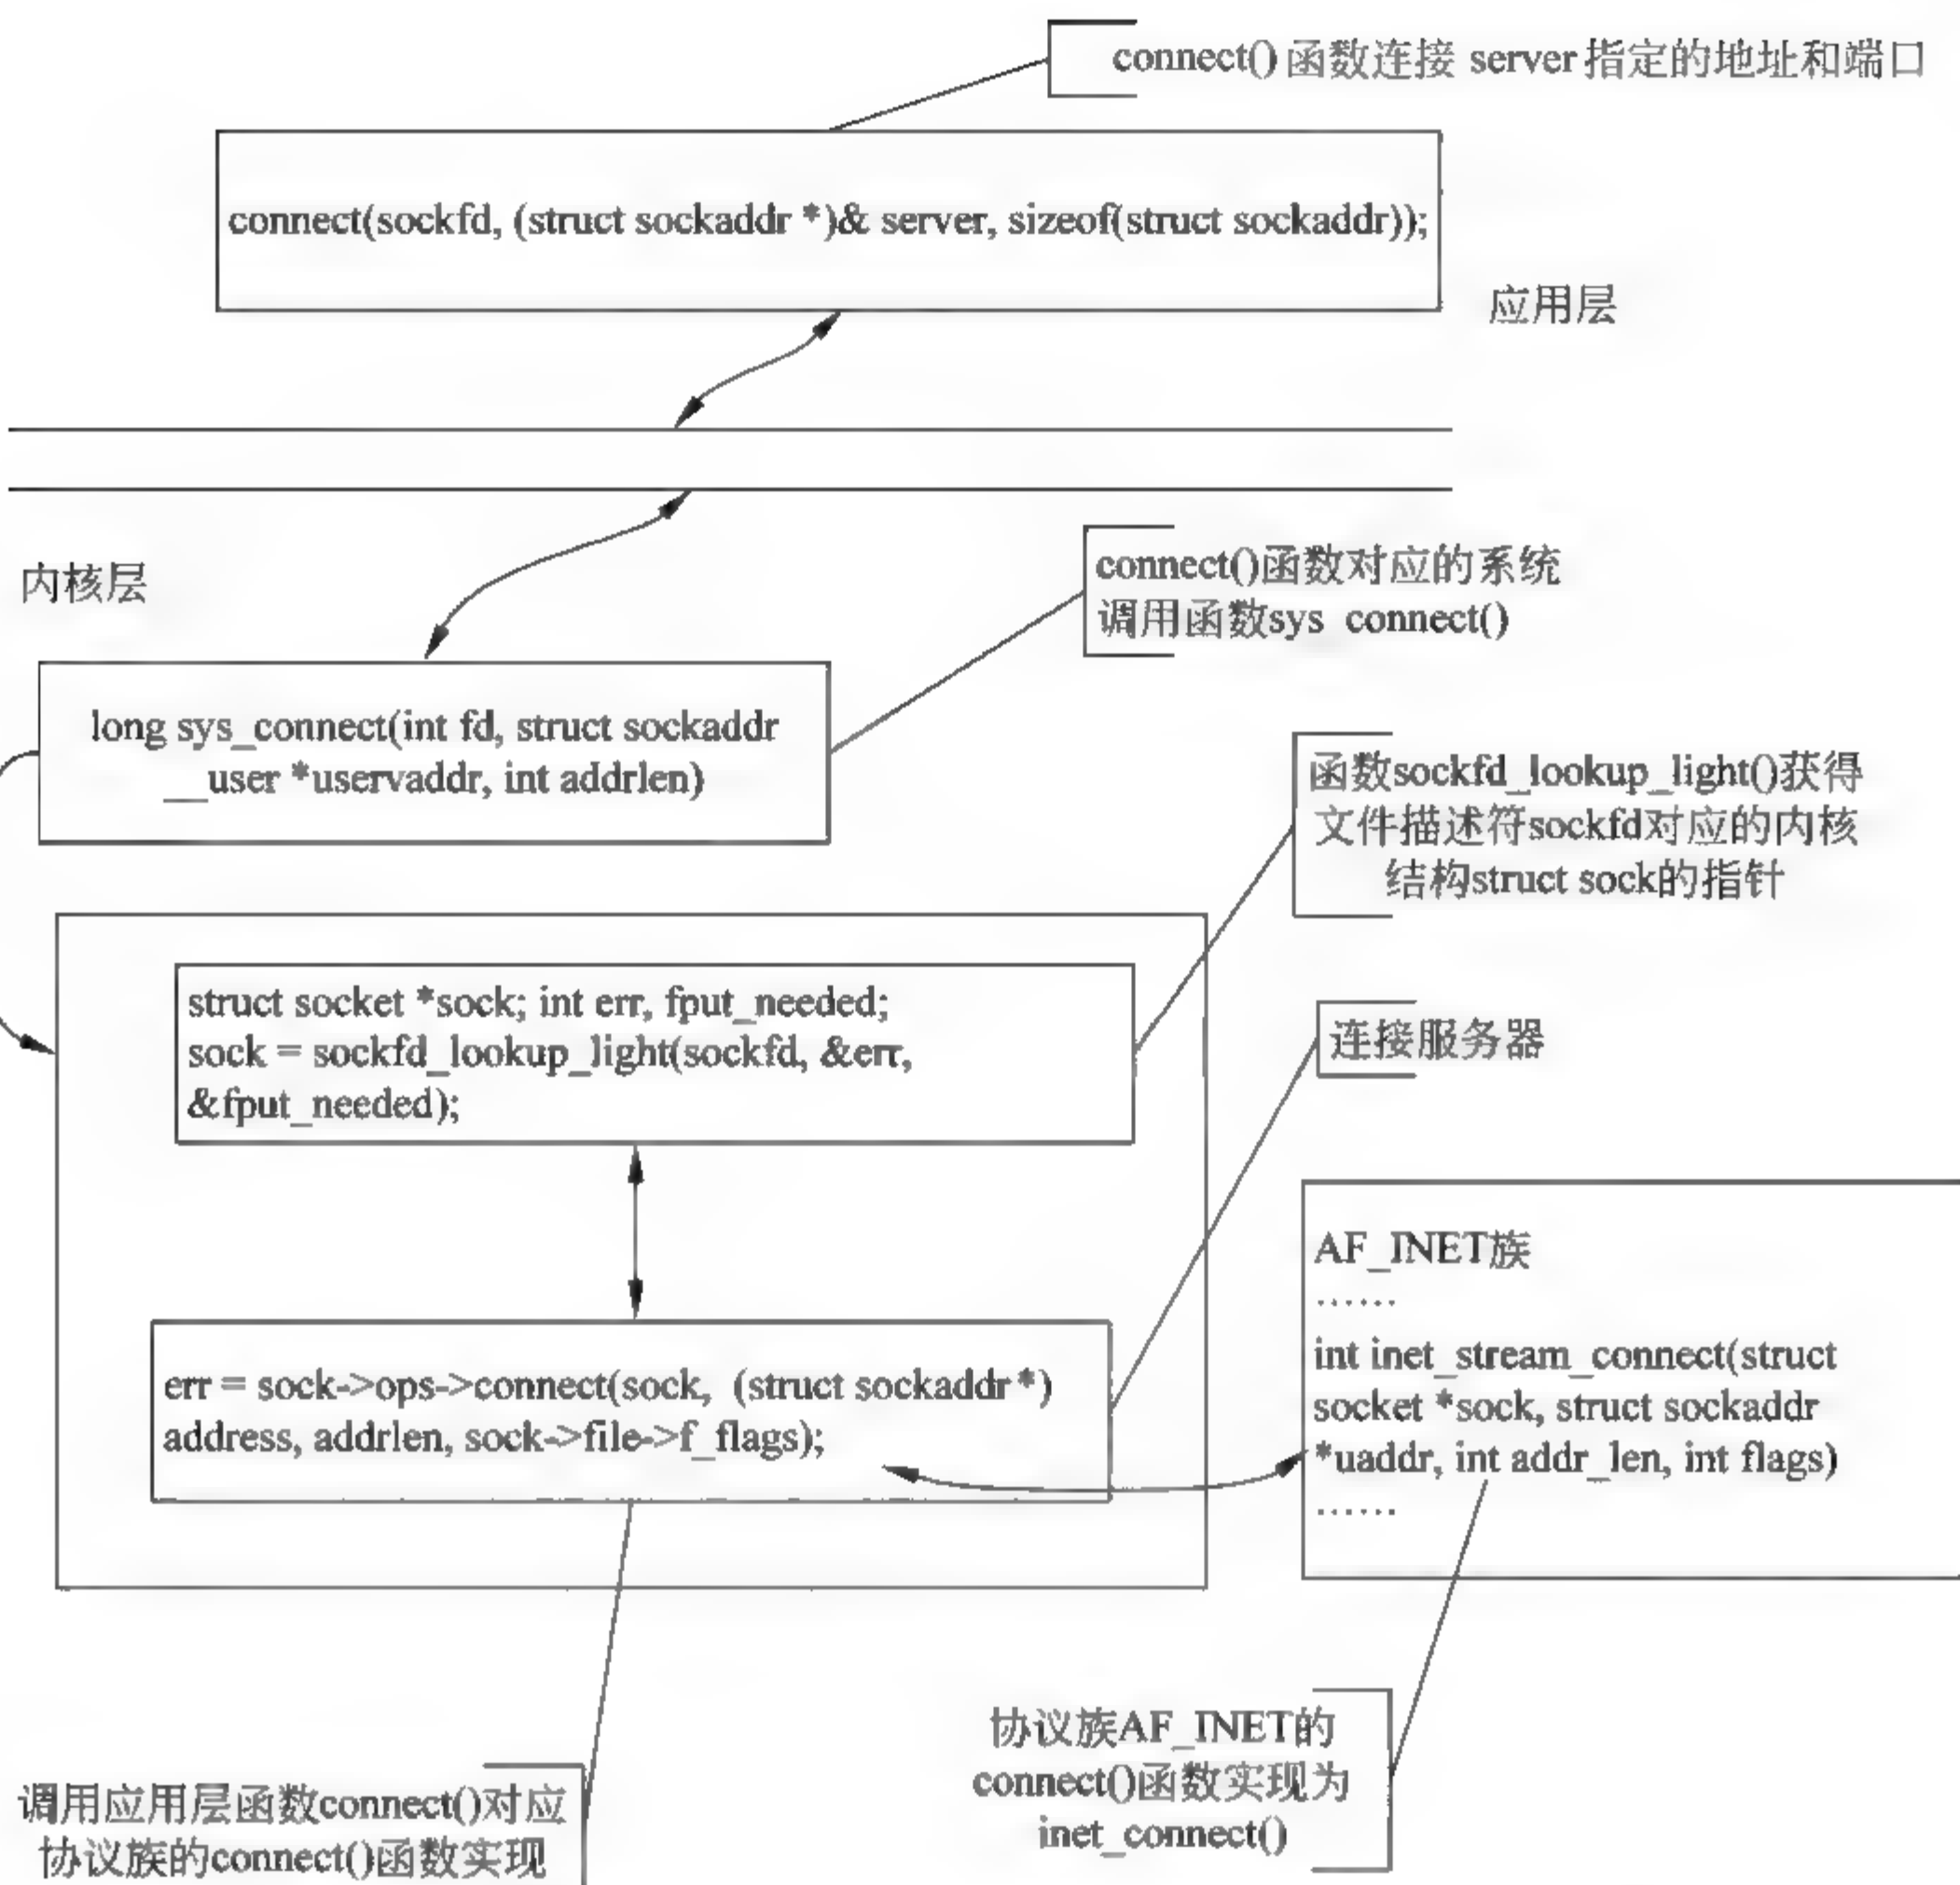 connect()函数连接 server指定的地址和端口
connect(sockfd, (struct sockaddr *)& server, sizeof(struct sockaddr));
应用层
内核层
connect()函数对应的系统
调用函数sys_connect()
long sys_connect(int fd, struct sockaddr
__user *uservaddr, int addrlen)
函数sockfd_lookup_light()获得
文件描述符sockfd对应的内核
结构struct sock的指针
struct socket *sock; int err, fput_needed;
sock = sockfd_lookup_light(sockfd, &err,
&fput_needed);
连接服务器
AF_INET族
……
int inet_stream_connect(struct
socket *sock, struct sockaddr
*uaddr, int addr_len, int flags)
……
err = sock->ops->connect(sock, (struct sockaddr *)
address, addrlen, sock->file->f_flags);
协议族AF_INET的
connect()函数实现为
inet_connect()
调用应用层函数connect()对应
协议族的connect()函数实现